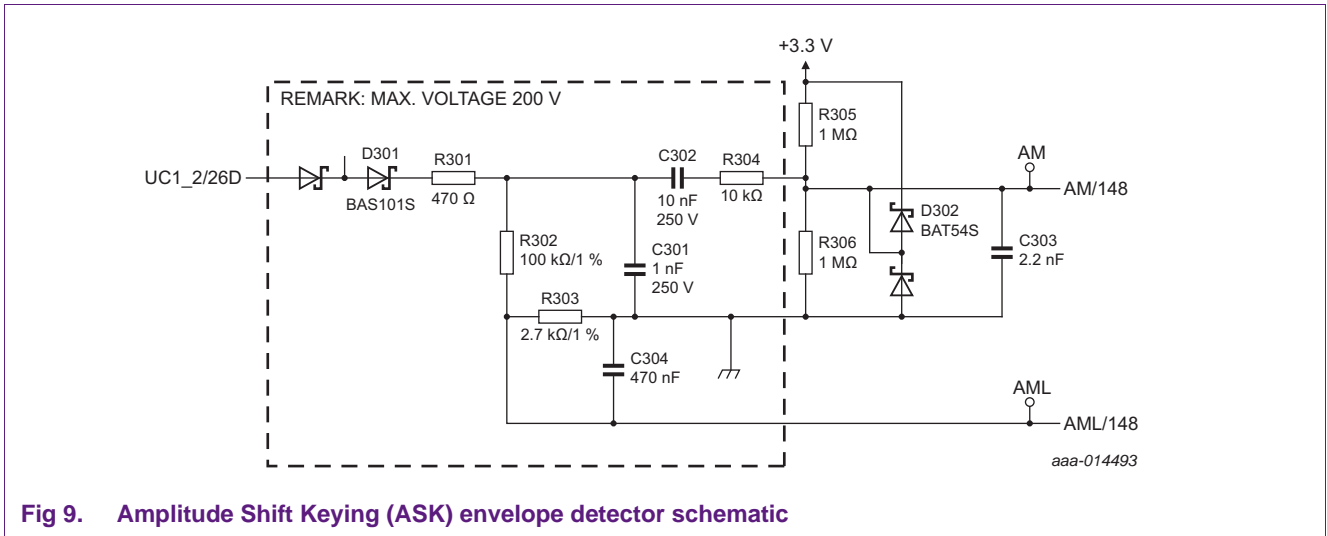 +3.3 V
REMARK: MAX. VOLTAGE 200 V
R305
1 MΩ
UC1_2/26D
D301
BAS101S
R301
470 Ω
C302
10 nF
250 V
R304
10 kΩ
AM
AM/148
R302
100 kΩ/1 %
C301
1 nF
250 V
R306
1 MΩ
D302
BAT54S
C303
2.2 nF
R303
2.7 kΩ/1 %
C304
470 nF
AML
AML/148
aaa-014493
Fig 9. Amplitude Shift Keying (ASK) envelope detector schematic